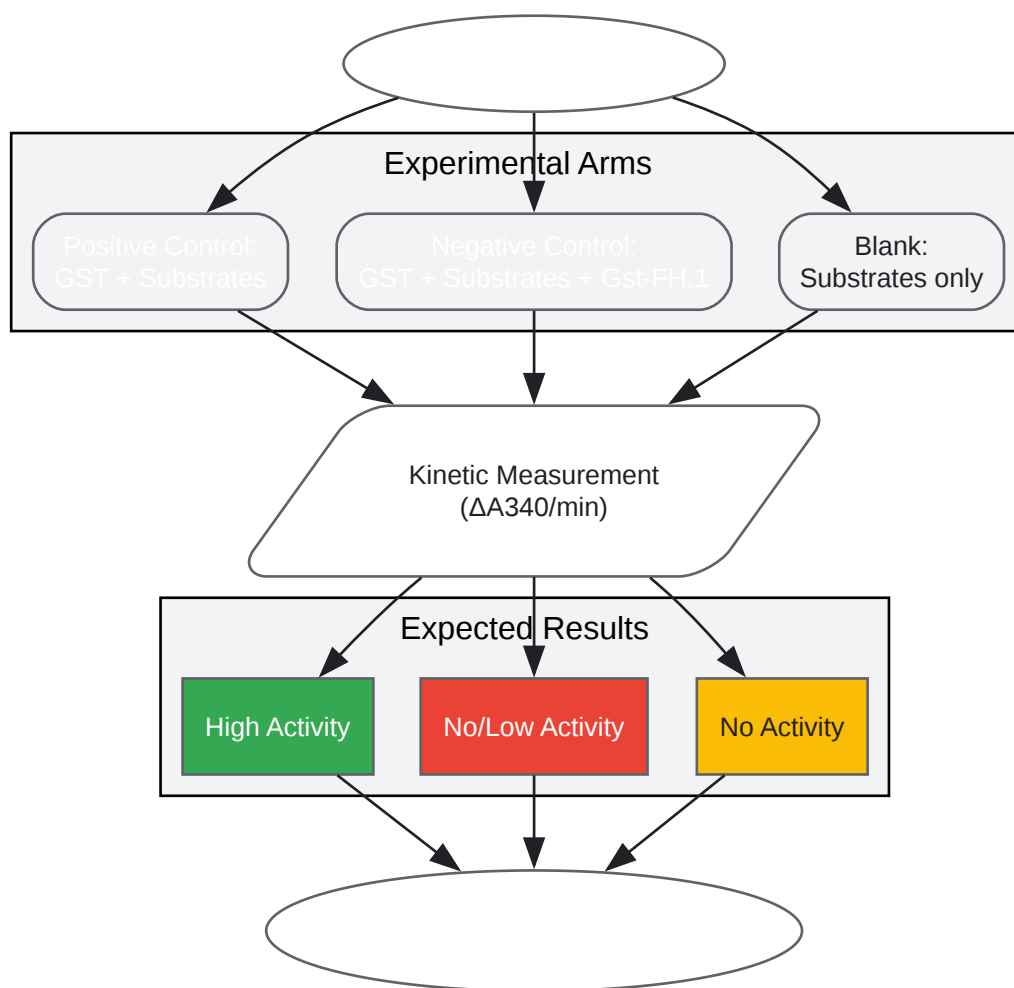 Experimental Arms
Positive Control:
GST + Substrates
Negative Control:
GST + Substrates + Gst-FH.1
Blank:
Substrates only
Kinetic Measurement
(ΔA340/min)
Expected Results
High Activity
No/Low Activity
No Activity